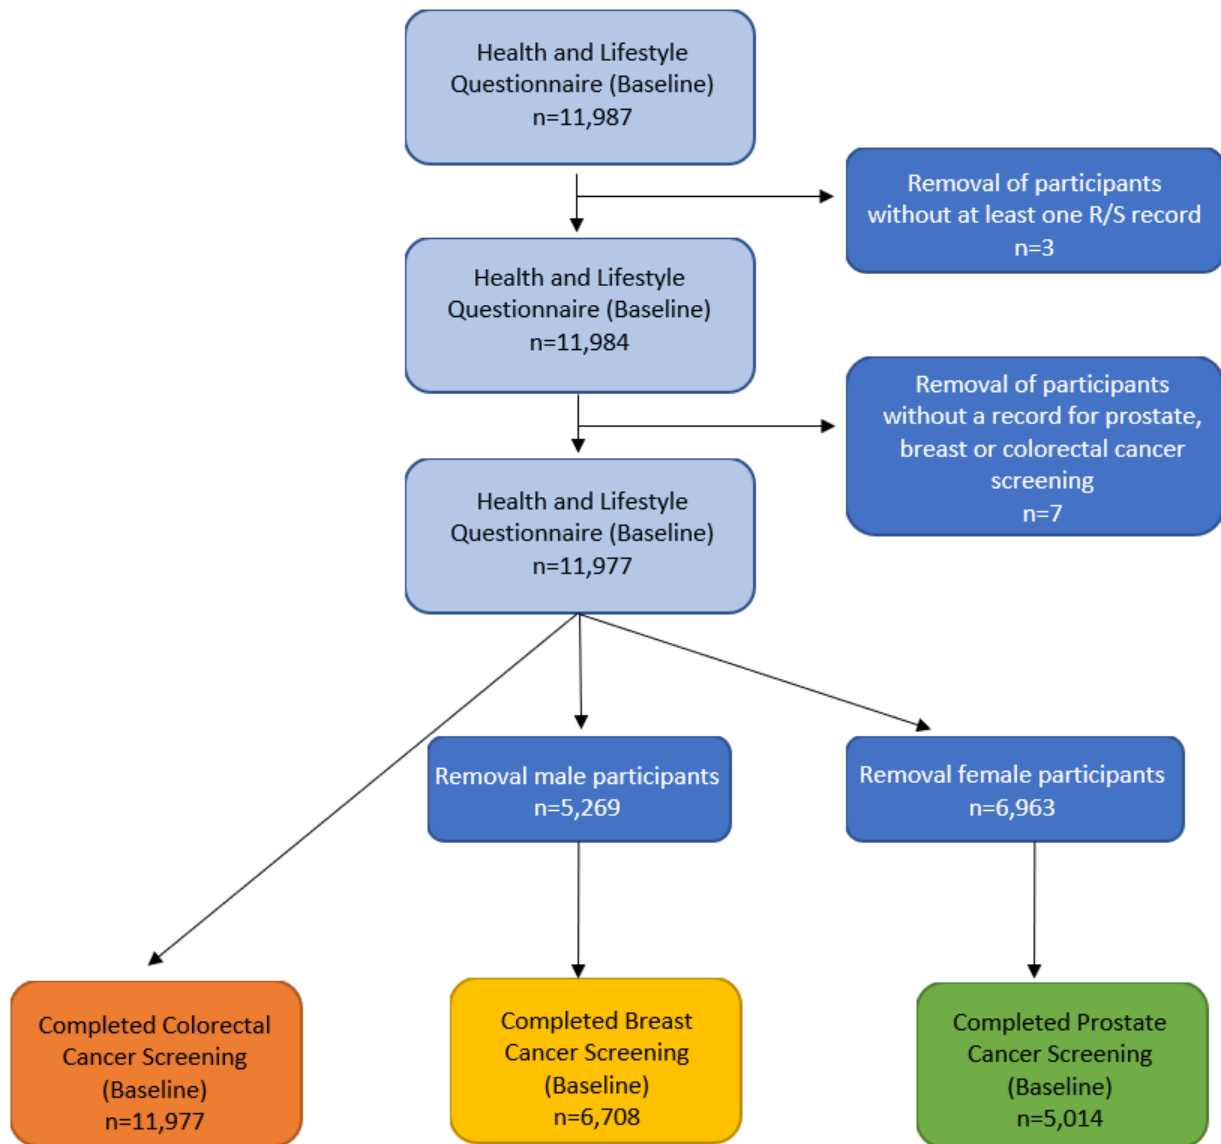 Health and Lifestyle
Questionnaire (Baseline)
n=11,987
Removal of participants
without at least one R/S record
n=3
Health and Lifestyle
Questionnaire (Baseline)
n=11,984
Removal of participants
without a record for prostate,
breast or colorectal cancer
screening
n=7
Health and Lifestyle
Questionnaire (Baseline)
n=11,977
Removal male participants
n=5,269
Removal female participants
n=6,963
Completed Colorectal
Cancer Screening
(Baseline)
n=11,977
Completed Breast
Cancer Screening
(Baseline)
n=6,708
Completed Prostate
Cancer Screening
(Baseline)
n=5,014